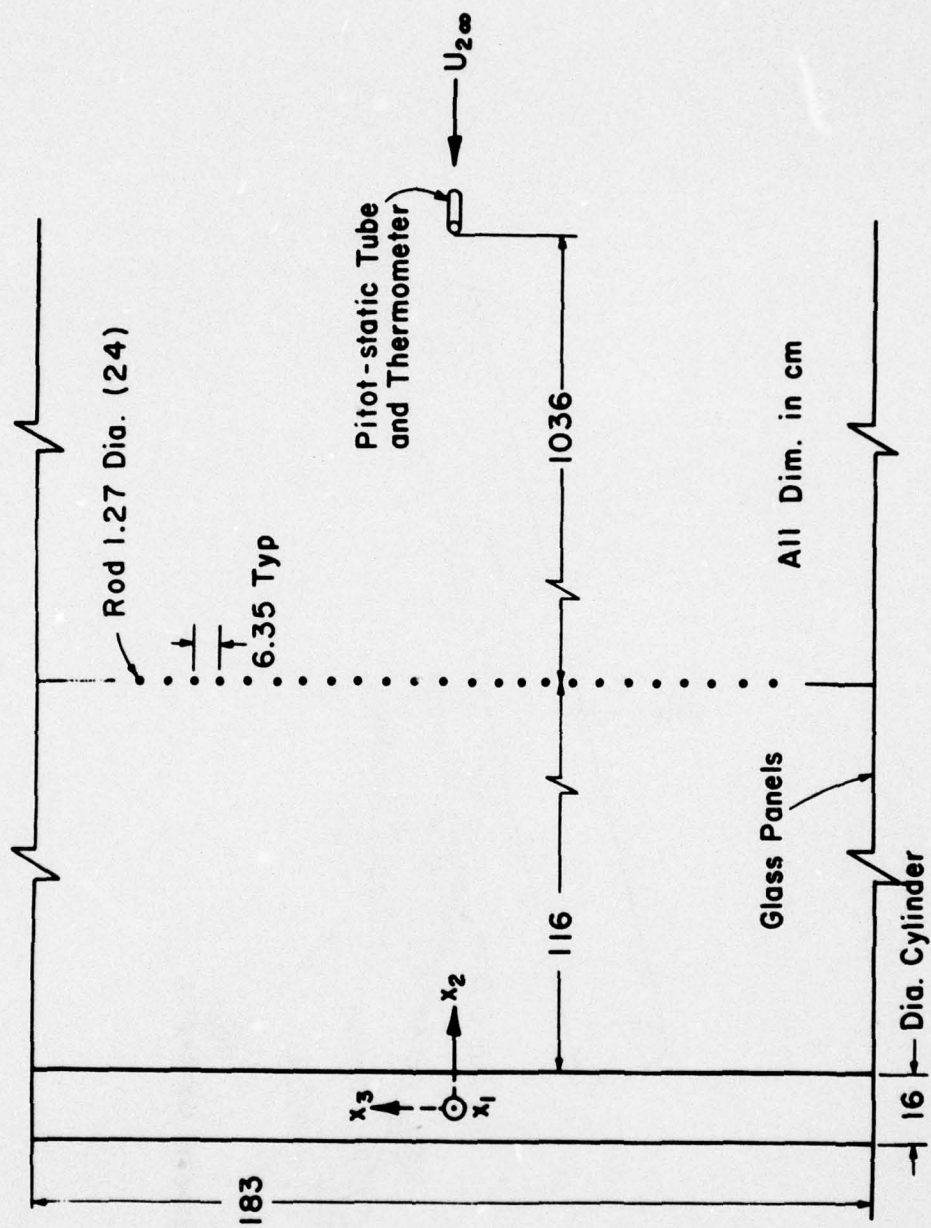 Rod 1.27 Dia. (24)
6.35 Typ
U2∞
Pitot-static Tube
and Thermometer
1036
116
All Dim. in cm
Glass Panels
183
x3
x2
x1
16
Dia. Cylinder